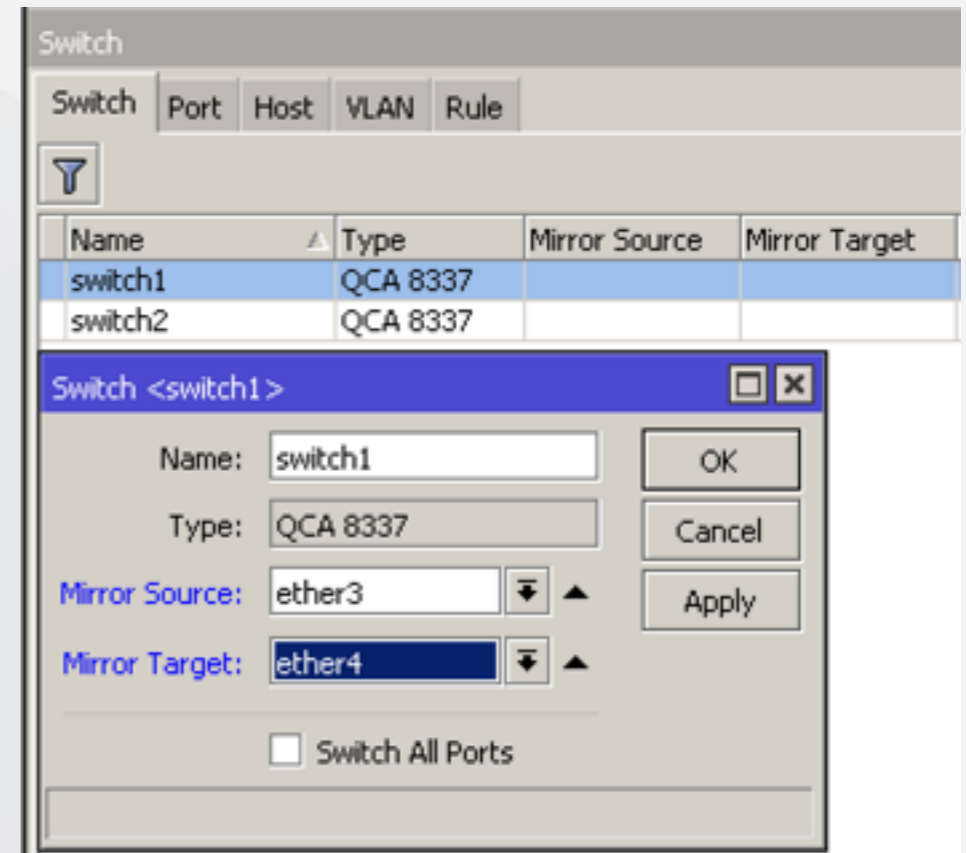 Switch
Switch Port Host VLAN Rule
Name Type Mirror Source Mirror Target
switch1 QCA 8337
switch2 QCA 8337
Switch <switch1>
Name: switch1 OK
Type: QCA 8337 Cancel
Mirror Source: ether3 Apply
Mirror Target: ether4
Switch All Ports